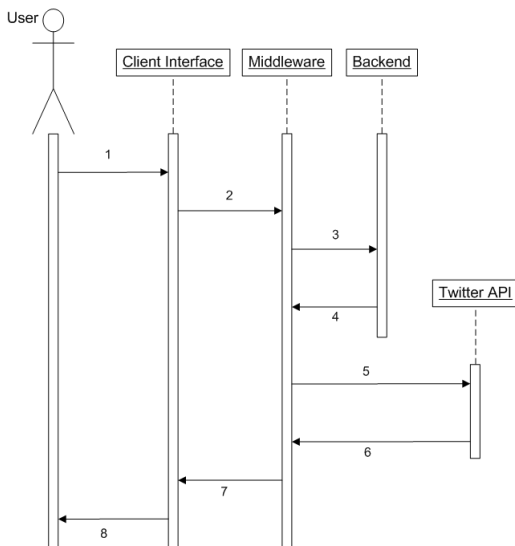 User
Client Interface
Middleware
Backend
1
2
3
4
Twitter API
5
6
7
8